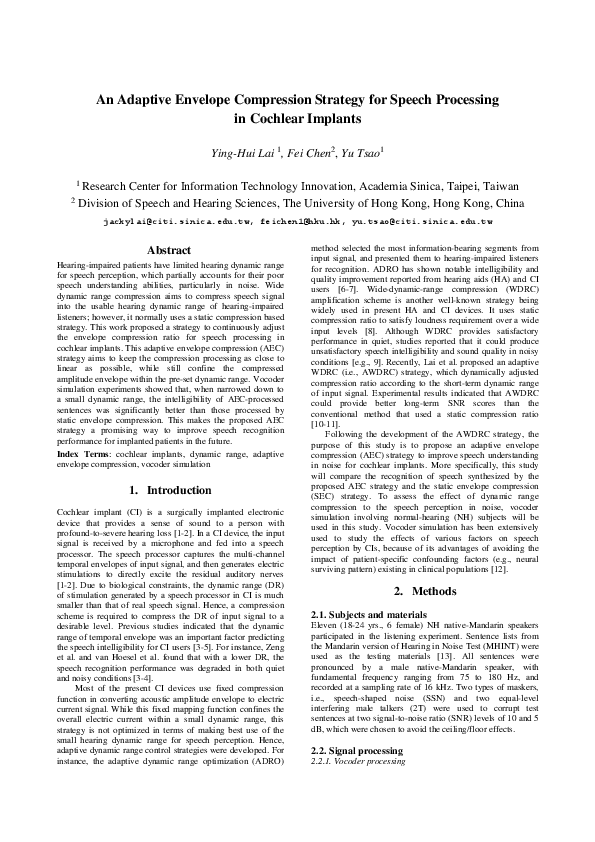 An Adaptive Envelope Compression Strategy for Speech Processing
in Cochlear Implants
Ying-Hui Lai 1, Fei Chen2, Yu Tsao1
1 Research Center for Information Technology Innovation, Academia Sinica, Taipei, Taiwan
2 Division of Speech and Hearing Sciences, The University of Hong Kong, Hong Kong, China
jackylai@citi.sinica.edu.tw, feichen1@hku.hk, yu.tsao@citi.sinica.edu.tw
Abstract
Hearing-impaired patients have limited hearing dynamic range
for speech perception, which partially accounts for their poor
speech understanding abilities, particularly in noise. Wide
dynamic range compression aims to compress speech signal
into the usable hearing dynamic range of hearing-impaired
listeners; however, it normally uses a static compression based
strategy. This work proposed a strategy to continuously adjust
the envelope compression ratio for speech processing in
cochlear implants. This adaptive envelope compression (AEC)
strategy aims to keep the compression processing as close to
linear as possible, while still confine the compressed
amplitude envelope within the pre-set dynamic range. Vocoder
simulation experiments showed that, when narrowed down to
a small dynamic range, the intelligibility of AEC-processed
sentences was significantly better than those processed by
static envelope compression. This makes the proposed AEC
strategy a promising way to improve speech recognition
performance for implanted patients in the future.
Index Terms: cochlear implants, dynamic range, adaptive
envelope compression, vocoder simulation
1. Introduction
Cochlear implant (CI) is a surgically implanted electronic
device that provides a sense of sound to a person with
profound-to-severe hearing loss [1-2]. In a CI device, the input
signal is received by a microphone and fed into a speech
processor. The speech processor captures the multi-channel
temporal envelopes of input signal, and then generates electric
stimulations to directly excite the residual auditory nerves
[1-2]. Due to biological constraints, the dynamic range (DR)
of stimulation generated by a speech processor in CI is much
smaller than that of real speech signal. Hence, a compression
scheme is required to compress the DR of input signal to a
desirable level. Previous studies indicated that the dynamic
range of temporal envelope was an important factor predicting
the speech intelligibility for CI users [3-5]. For instance, Zeng
et al. and van Hoesel et al. found that with a lower DR, the
speech recognition performance was degraded in both quiet
and noisy conditions [3-4].
Most of the present CI devices use fixed compression
function in converting acoustic amplitude envelope to electric
current signal. While this fixed mapping function confines the
overall electric current within a small dynamic range, this
strategy is not optimized in terms of making best use of the
small hearing dynamic range for speech perception. Hence,
adaptive dynamic range control strategies were developed. For
instance, the adaptive dynamic range optimization (ADRO)
method selected the most information-bearing segments from
input signal, and presented them to hearing-impaired listeners
for recognition. ADRO has shown notable intelligibility and
quality improvement reported from hearing aids (HA) and CI
users [6-7]. Wide-dynamic-range compression (WDRC)
amplification scheme is another well-known strategy being
widely used in present HA and CI devices. It uses static
compression ratio to satisfy loudness requirement over a wide
input levels [8]. Although WDRC provides satisfactory
performance in quiet, studies reported that it could produce
unsatisfactory speech intelligibility and sound quality in noisy
conditions [e.g., 9]. Recently, Lai et al. proposed an adaptive
WDRC (i.e., AWDRC) strategy, which dynamically adjusted
compression ratio according to the short-term dynamic range
of input signal. Experimental results indicated that AWDRC
could provide better long-term SNR scores than the
conventional method that used a static compression ratio
[10-11].
Following the development of the AWDRC strategy, the
purpose of this study is to propose an adaptive envelope
compression (AEC) strategy to improve speech understanding
in noise for cochlear implants. More specifically, this study
will compare the recognition of speech synthesized by the
proposed AEC strategy and the static envelope compression
(SEC) strategy. To assess the effect of dynamic range
compression to the speech perception in noise, vocoder
simulation involving normal-hearing (NH) subjects will be
used in this study. Vocoder simulation has been extensively
used to study the effects of various factors on speech
perception by CIs, because of its advantages of avoiding the
impact of patient-specific confounding factors (e.g., neural
surviving pattern) existing in clinical populations [12].
2. Methods
2.1. Subjects and materials
Eleven (18-24 yrs., 6 female) NH native-Mandarin speakers
participated in the listening experiment. Sentence lists from
the Mandarin version of Hearing in Noise Test (MHINT) were
used as the testing materials [13]. All sentences were
pronounced by a male native-Mandarin speaker, with
fundamental frequency ranging from 75 to 180 Hz, and
recorded at a sampling rate of 16 kHz. Two types of maskers,
i.e., speech-shaped noise (SSN) and two equal-level
interfering male talkers (2T) were used to corrupt test
sentences at two signal-to-noise ratio (SNR) levels of 10 and 5
dB, which were chosen to avoid the ceiling/floor effects.
2.2. Signal processing
2.2.1. Vocoder processing